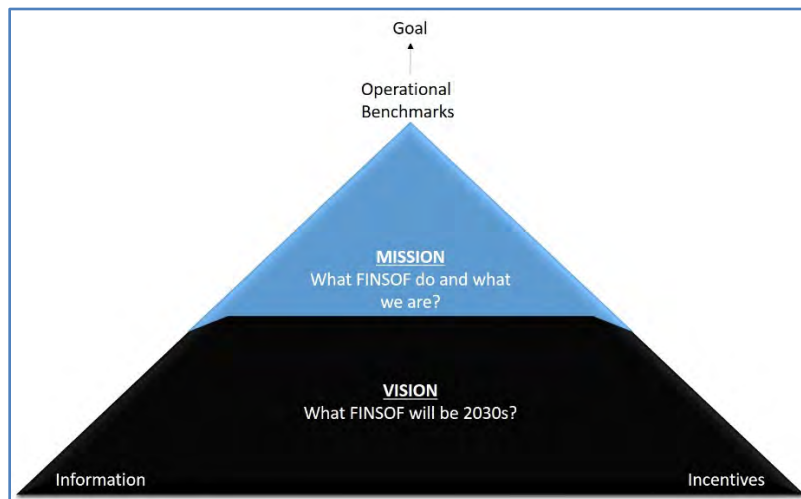 Goal
Operational
Benchmarks
MISSION
What FINSOF do and what
we are?
VISION
What FINSOF will be 2030s?
Information
Incentives